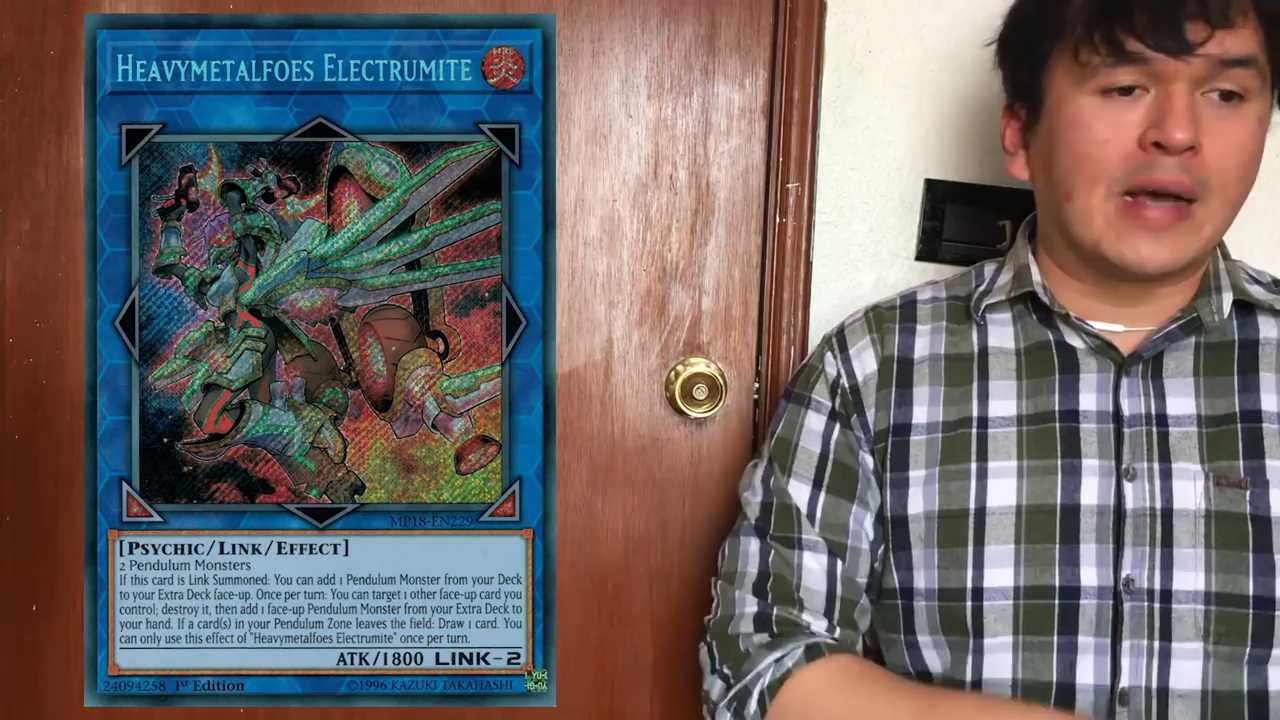 HEAVYMETALFOES ELECTRUMITE
FIRE
炎
MP18-EN229
[PSYCHIC/LINK/EFFECT]
2 Pendulum Monsters
If this card is Link Summoned: You can add 1 Pendulum Monster from your Deck
to your Extra Deck face-up. Once per turn: You can target 1 other face-up card you
control; destroy it, then add 1 face-up Pendulum Monster from your Extra Deck to
your hand. If a card(s) in your Pendulum Zone leaves the field: Draw 1 card. You
can only use this effect of "Heavymetalfoes Electrumite" once per turn.
ATK/1800 LINK-2
24094258 1st Edition ©1996 KAZUKI TAKAHASHI